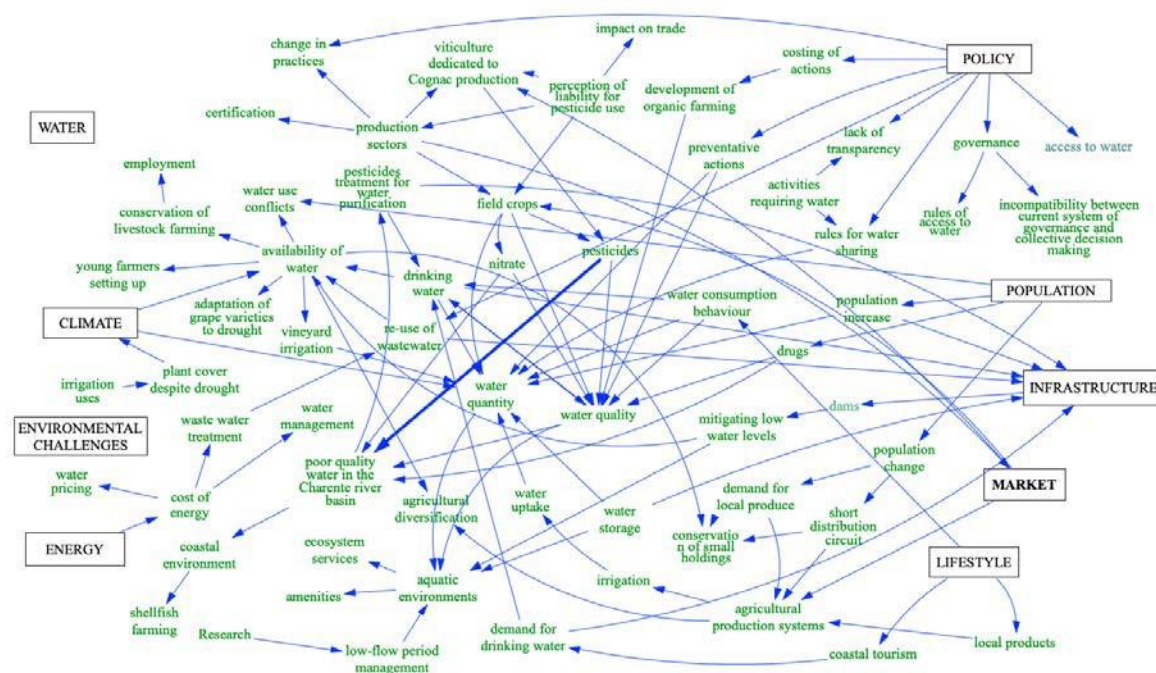 impact on trade
change in
practices
viticulture
dedicated to
Cognac production
costing of
actions
POLICY
perception of
liability for
pesticide use
development of
organic farming
certification
WATER
production
sectors
lack of
transparency
governance
access to water
preventative
actions
employment
pesticides
treatment for
water
purification
water use
conflicts
activities
requiring water
field crops
rules of
access to
water
incompatibility between
current system of
governance and
collective decision
making
conservation of
livestock farming
rules for water
sharing
availability of
water
pesticides
young farmers
setting up
drinking
water
nitrate
POPULATION
adaptation of
grape varieties
to drought
water consumption
behaviour
population
increase
CLIMATE
vineyard
irrigation
re-use of
wastewater
drugs
plant cover
despite drought
irrigation
uses
water
quantity
INFRASTRUCTURE
water quality
dams
mitigating low
water levels
ENVIRONMENTAL
CHALLENGES
waste water
treatment
water
management
population
change
poor quality
water in the
Charente river
basin
water
pricing
cost of
energy
MARKET
demand for
local produce
water
uptake
agricultural
diversification
water
storage
short
distribution
circuit
conservatio
n of small
holdings
ENERGY
coastal
environment
ecosystem
services
LIFESTYLE
aquatic
environments
irrigation
amenities
shellfish
farming
agricultural
production systems
Research
demand for
drinking water
local products
low-flow period
management
coastal tourism